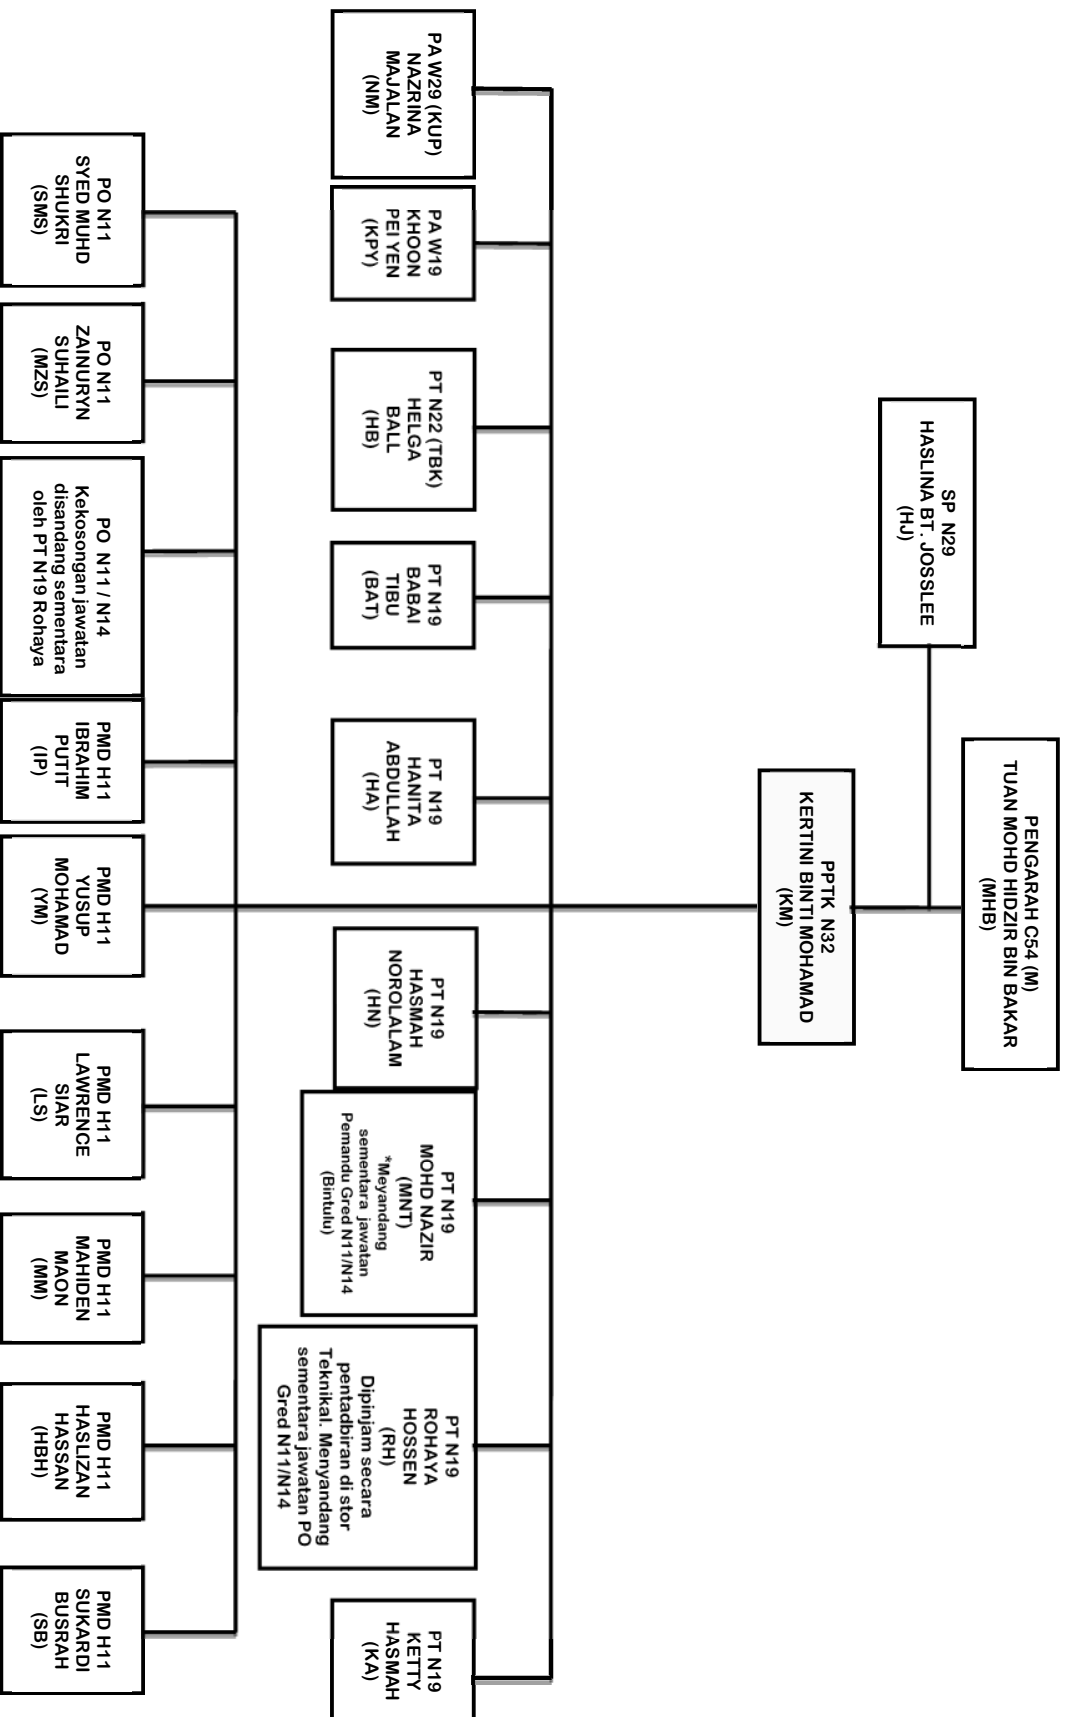 PENGARAH C54 (M)
TUAN MOHD HIDZIR BIN BAKAR
(MHB)
SP N29
HASLINA BT. JOSSLEE
(HJ)
PPTK N32
KERTINI BINTI MOHAMAD
(KM)
PA W29 (KUP)
NAZRINA
MAJALAN
(NM)
PA W19
KHOON
PEI YEN
(KPY)
PT N22 (TBK)
HELGA
BALL
(HB)
PT N19
BABAI
TIBU
(BAT)
PT N19
HANITA
ABDULLAH
(HA)
PT N19
HASMAH
NOROLALAM
(HN)
PT N19
MOHD NAZIR
(MNT)
*Meyandang
sementara jawatan
Pemandu Gred N11/N14
(Bintulu)
PT N19
ROHAYA
HOSSEN
(RH)
Dipinjam secara
pentadbiran di stor
Teknikal. Menyandang
sementara jawatan PO
Gred N11/N14
PT N19
KETTY
HASMAH
(KA)
PO N11
SYED MUHD
SHUKRI
(SMS)
PO N11
ZAINURYN
SUHAILI
(MZS)
PO N11 / N14
Kekosongan jawatan
disandang sementara
oleh PT N19 Rohaya
PMD H11
IBRAHIM
PUTIT
(IP)
PMD H11
YUSUP
MOHAMAD
(YM)
PMD H11
LAWRENCE
SIAR
(LS)
PMD H11
MAHIDEN
MAON
(MM)
PMD H11
HASLIZAN
HASSAN
(HBH)
PMD H11
SUKARDI
BUSRAH
(SB)